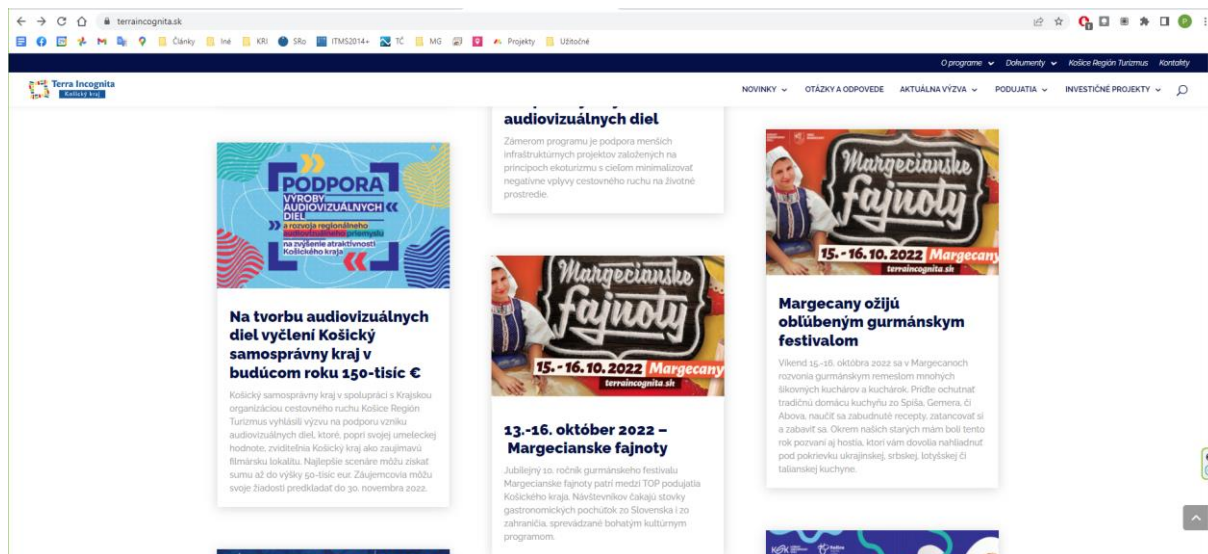 terraincognita.sk
Články
Iné
KRI
SRo
ITMS2014+
TČ
MG
Projekty
Užitočné
O programe
Dokumenty
Košice Región Turizmus
Kontakty
Terra Incognita
Košický kraj
NOVINKY
OTÁZKY A ODPOVEDE
AKTUÁLNA VÝZVA
PODUJATIA
INVESTIČNÉ PROJEKTY
PODPORA
VÝROBY
AUDIOVIZUÁLNYCH
DIEL
a rozvoja regionálneho
audiovizuálneho priemyslu
na zvýšenie atraktívnosti
Košického kraja
Na tvorbu audiovizuálnych
diel vyčlení Košický
samosprávny kraj v
budúcom roku 150-tisíc €
Košický samosprávny kraj v spolupráci s Krajskou
organizáciou cestovného ruchu Košice Región
Turizmus vyhlásili výzvu na podporu vzniku
audiovizuálnych diel, ktoré, popri svojej umeleckej
hodnote, zviditelnia Košický kraj ako zaujímavú
filmársku lokalitu. Najlepšie scenáre môžu získať
sumu až do výšky 50-tisíc eur. Záujemcovia môžu
svoje žiadosti predkladať do 30. novembra 2022.
audiovizuálnych diel
Zámerom programu je podpora menších
infraštruktúrnych projektov založených na
princípoch ekoturizmu s cieľom minimalizovať
negatívne vplyvy cestovného ruchu na životné
prostredie.
Margecianske
fajnoty
15. - 16. 10. 2022 Margecany
terraincognita.sk
13.-16. október 2022 –
Margecianske fajnoty
Jubilejný 10. ročník gurmánskeho festivalu
Margecianske fajnoty patrí medzi TOP podujatia
Košického kraja. Návštevníkov čakajú stovky
gastronomických pochúťok zo Slovenska i zo
zahraničia, sprevádzané bohatým kultúrnym
programom.
Margecianske
fajnoty
15. - 16. 10. 2022 Margecany
terraincognita.sk
Margecany ožijú
obľúbeným gurmánskym
festivalom
Víkend 15.-16. októbra 2022 sa v Margecanoch
rozvonia gurmánskym remeslom mnohých
šikovných kuchárov a kuchárok. Príďte ochutnať
tradičnú domácu kuchyňu zo Spiša, Gemera, či
Abova, naučiť sa zabudnuté recepty, zatancovať si
a zabaviť sa. Okrem našich starých mám boli tento
rok pozvaní aj hostia, ktorí vám dovolia nahliadnuť
pod pokrievku ukrajinskej, srbskej, lotyšskej či
talianskej kuchyne.